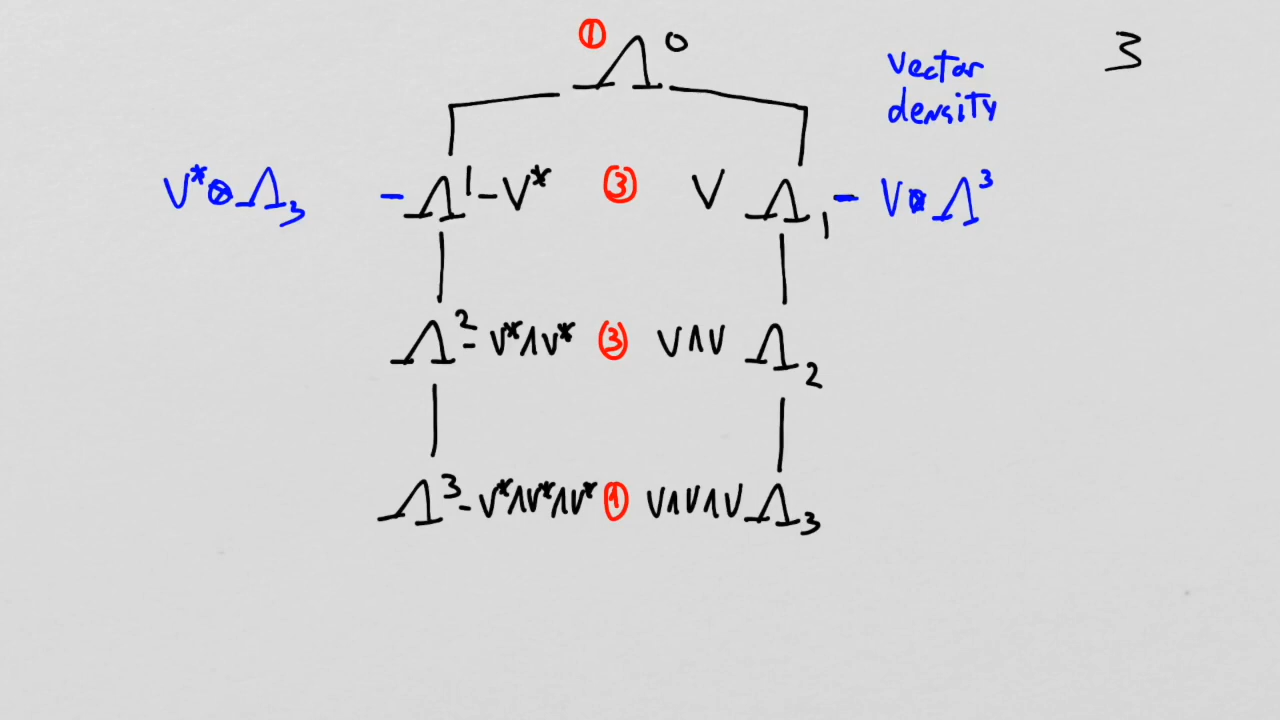 ① Λ⁰ 3
vector
density
V*⊗Λ₃ - Λ¹ - V* ③ V Λ₁ - V⊗Λ³
Λ² - V*∧V* ③ V∧V Λ₂
Λ³ - V*∧V*∧V* ① V∧V∧V Λ₃